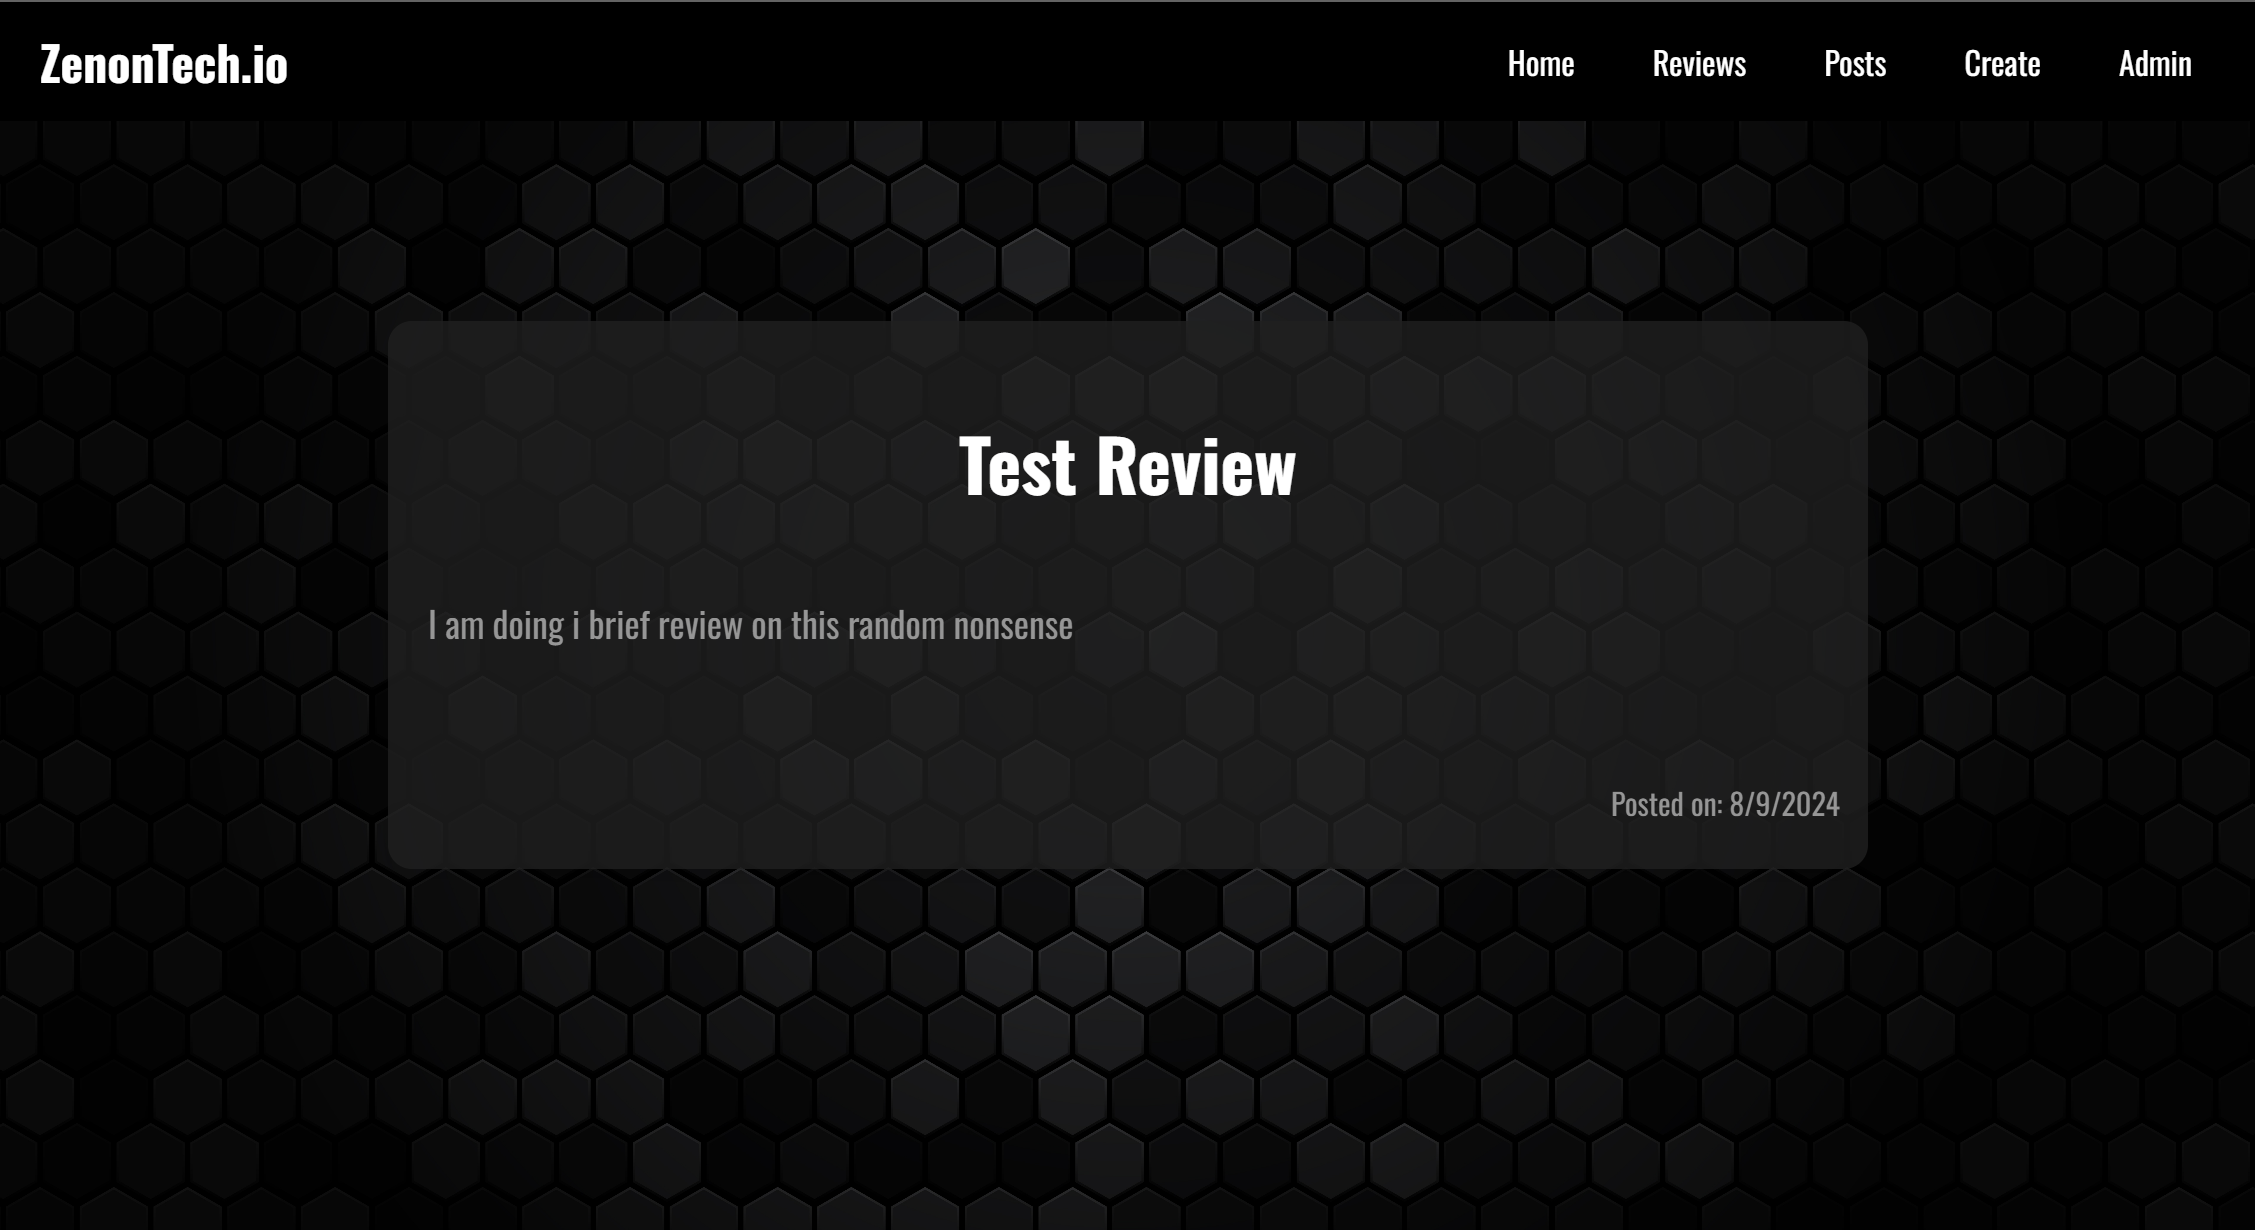 ZenonTech.io
Home Reviews Posts Create Admin
Test Review
I am doing i brief review on this random nonsense
Posted on: 8/9/2024